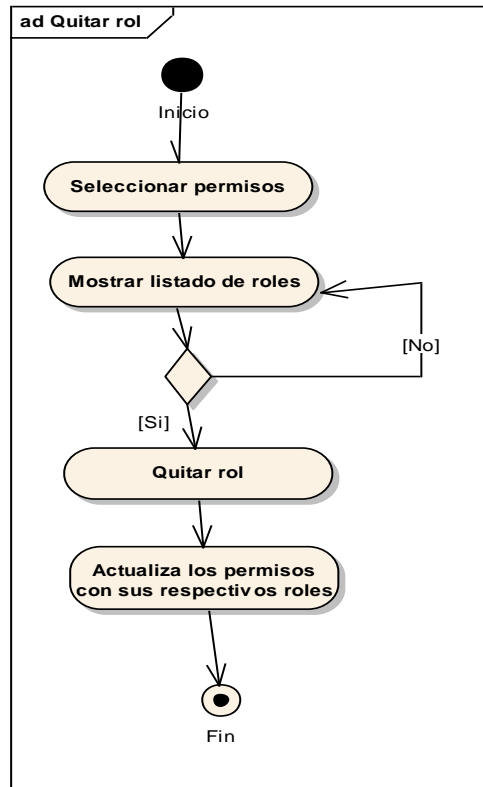 ad Quitar rol
Inicio
Seleccionar permisos
Mostrar listado de roles
[No]
[Si]
Quitar rol
Actualiza los permisos
con sus respectivos roles
Fin